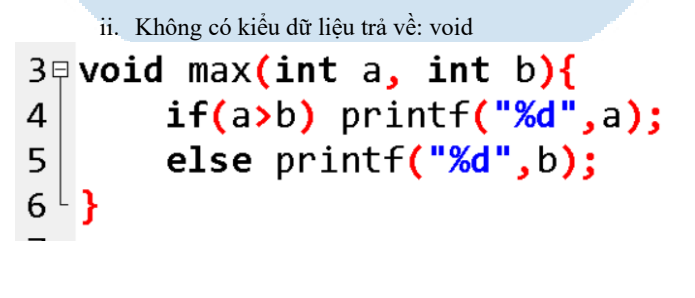 ii. Không có kiểu dữ liệu trả về: void
3 void max(int a, int b){
4 if(a>b) printf("%d",a);
5 else printf("%d",b);
6 }